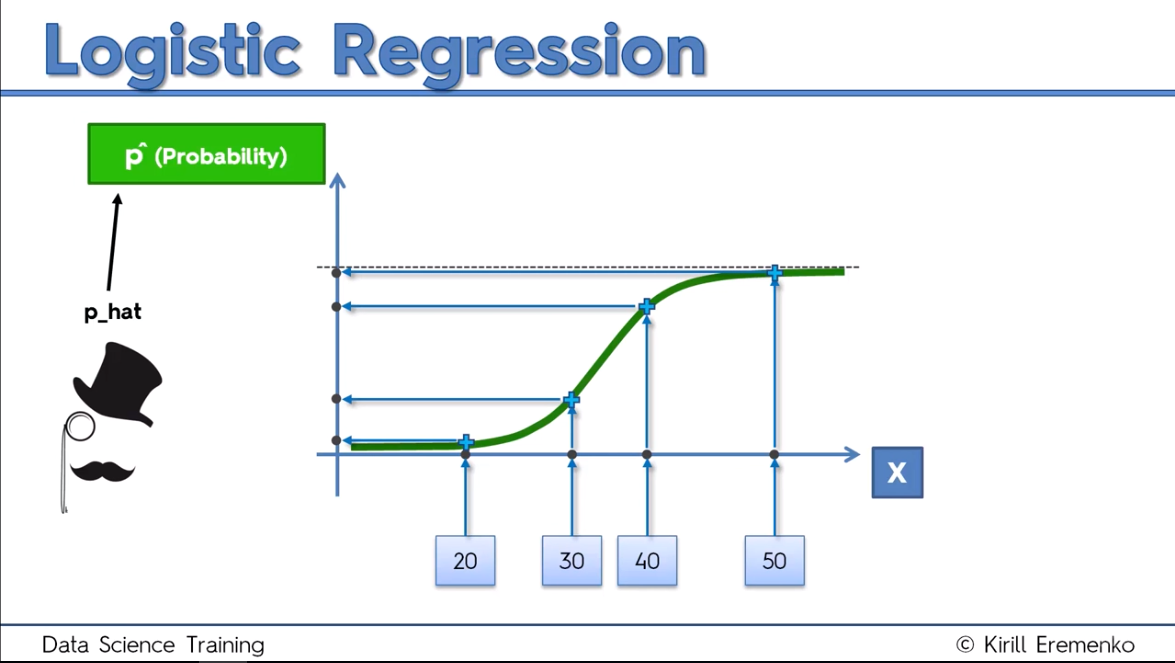 Logistic Regression
p^ (Probability)
p_hat
X
20 30 40 50
Data Science Training
© Kirill Eremenko